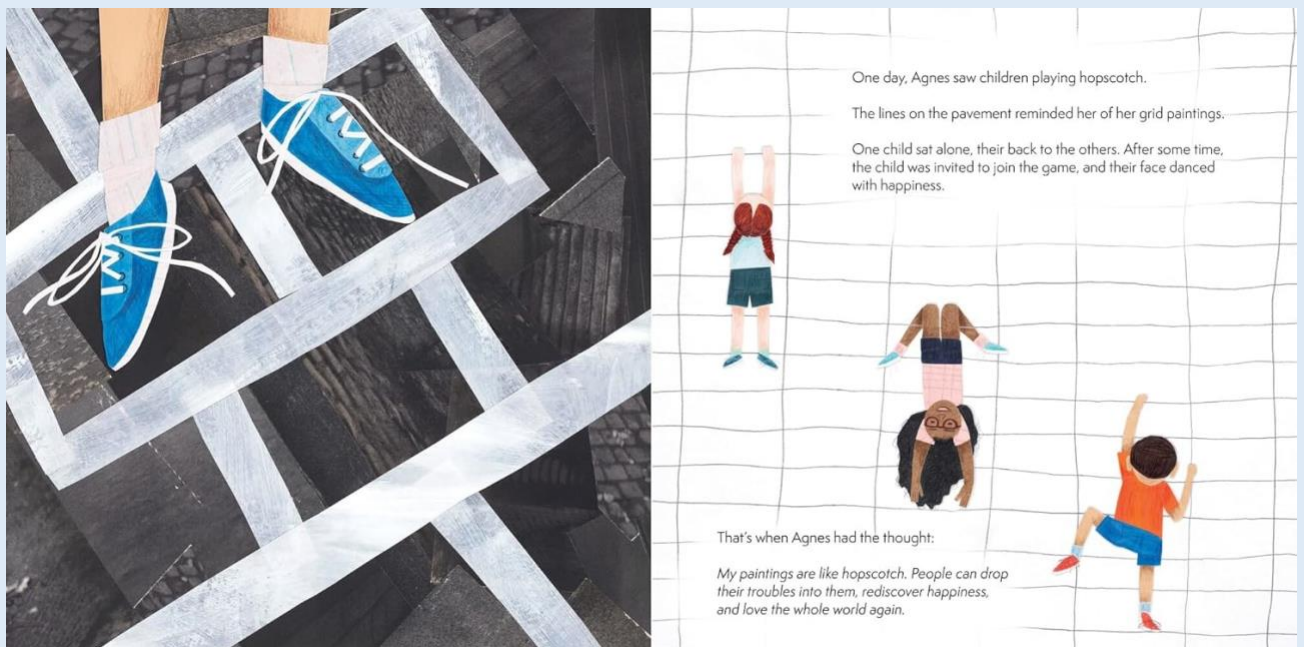 One day, Agnes saw children playing hopscotch.
The lines on the pavement reminded her of her grid paintings.
One child sat alone, their back to the others. After some time,
the child was invited to join the game, and their face danced
with happiness.
That's when Agnes had the thought:
My paintings are like hopscotch. People can drop
their troubles into them, rediscover happiness,
and love the whole world again.